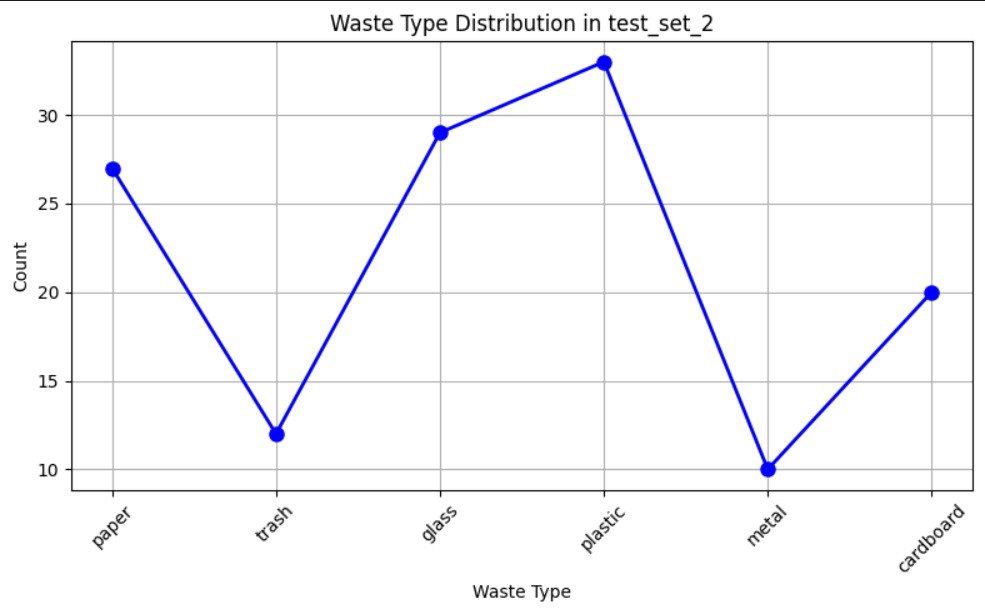 Waste Type Distribution in test_set_2
Count
30
25
20
15
10
paper
trash
glass
plastic
metal
cardboard
Waste Type